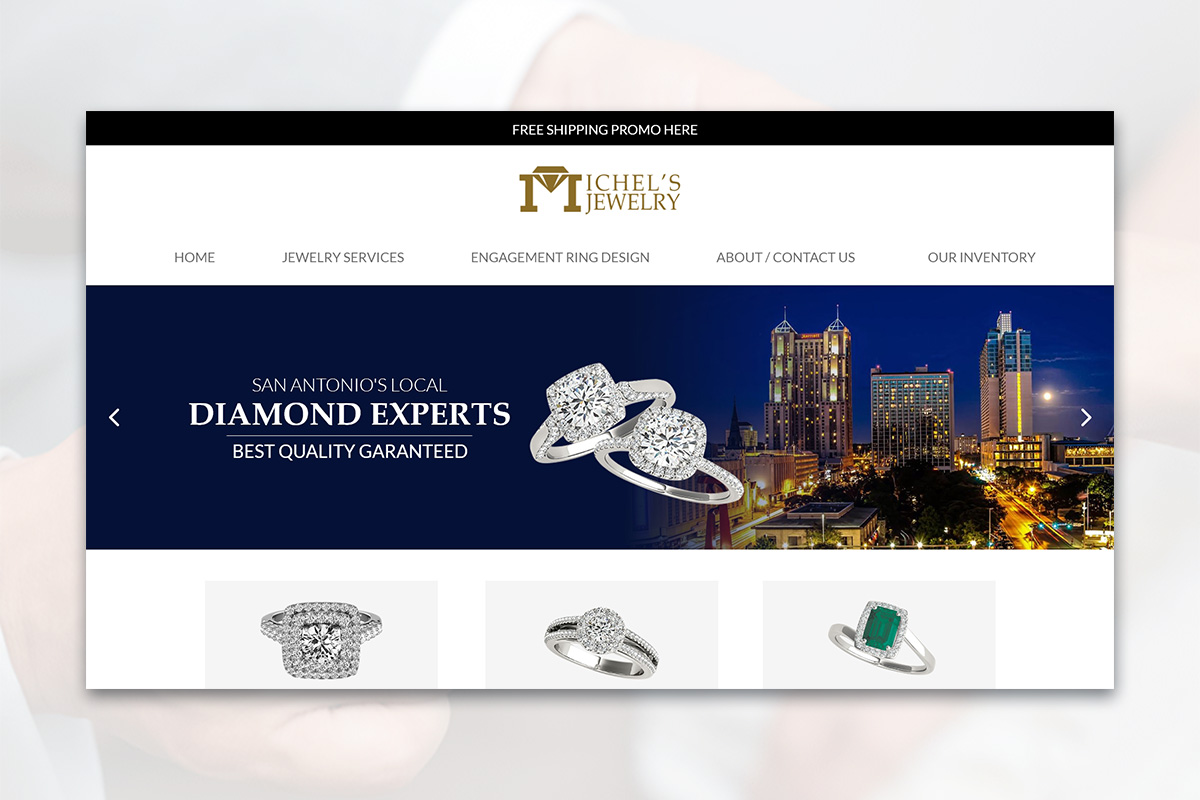 FREE SHIPPING PROMO HERE
MICHEL'S
JEWELRY
HOME JEWELRY SERVICES ENGAGEMENT RING DESIGN ABOUT / CONTACT US OUR INVENTORY
SAN ANTONIO'S LOCAL
DIAMOND EXPERTS
BEST QUALITY GARANTEED
Marriott